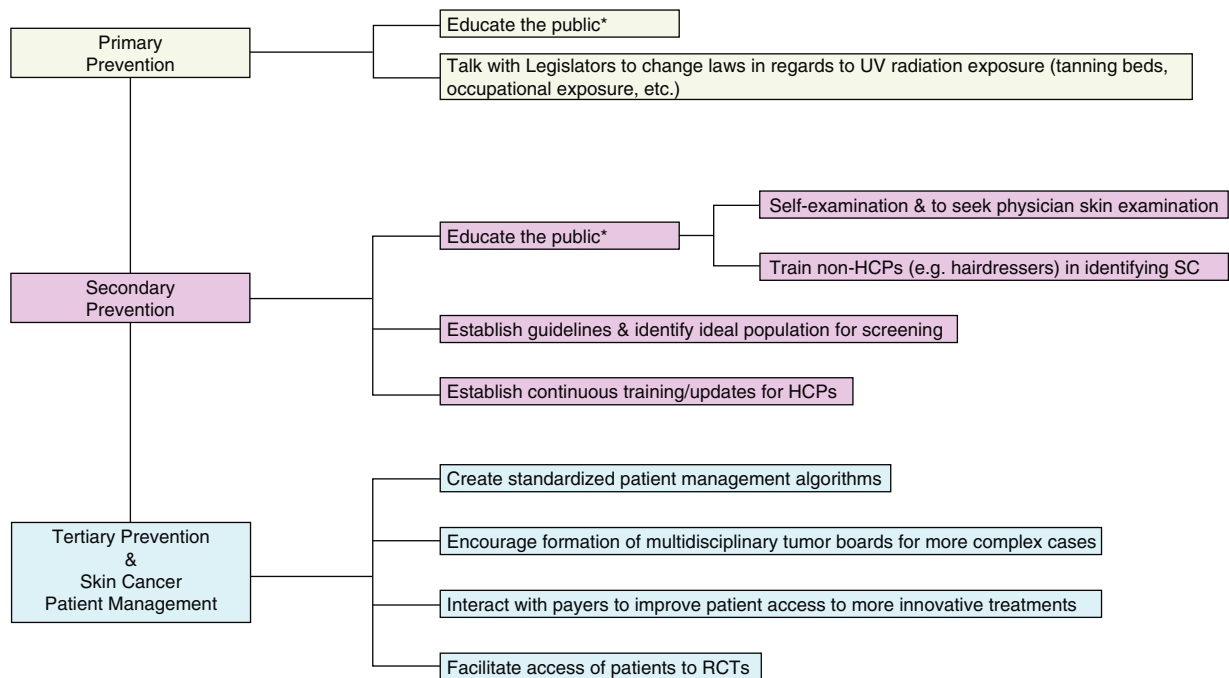 Primary
Prevention
Educate the public*
Talk with Legislators to change laws in regards to UV radiation exposure (tanning beds,
occupational exposure, etc.)
Secondary
Prevention
Educate the public*
Self-examination & to seek physician skin examination
Train non-HCPs (e.g. hairdressers) in identifying SC
Establish guidelines & identify ideal population for screening
Establish continuous training/updates for HCPs
Tertiary Prevention
&
Skin Cancer
Patient Management
Create standardized patient management algorithms
Encourage formation of multidisciplinary tumor boards for more complex cases
Interact with payers to improve patient access to more innovative treatments
Facilitate access of patients to RCTs